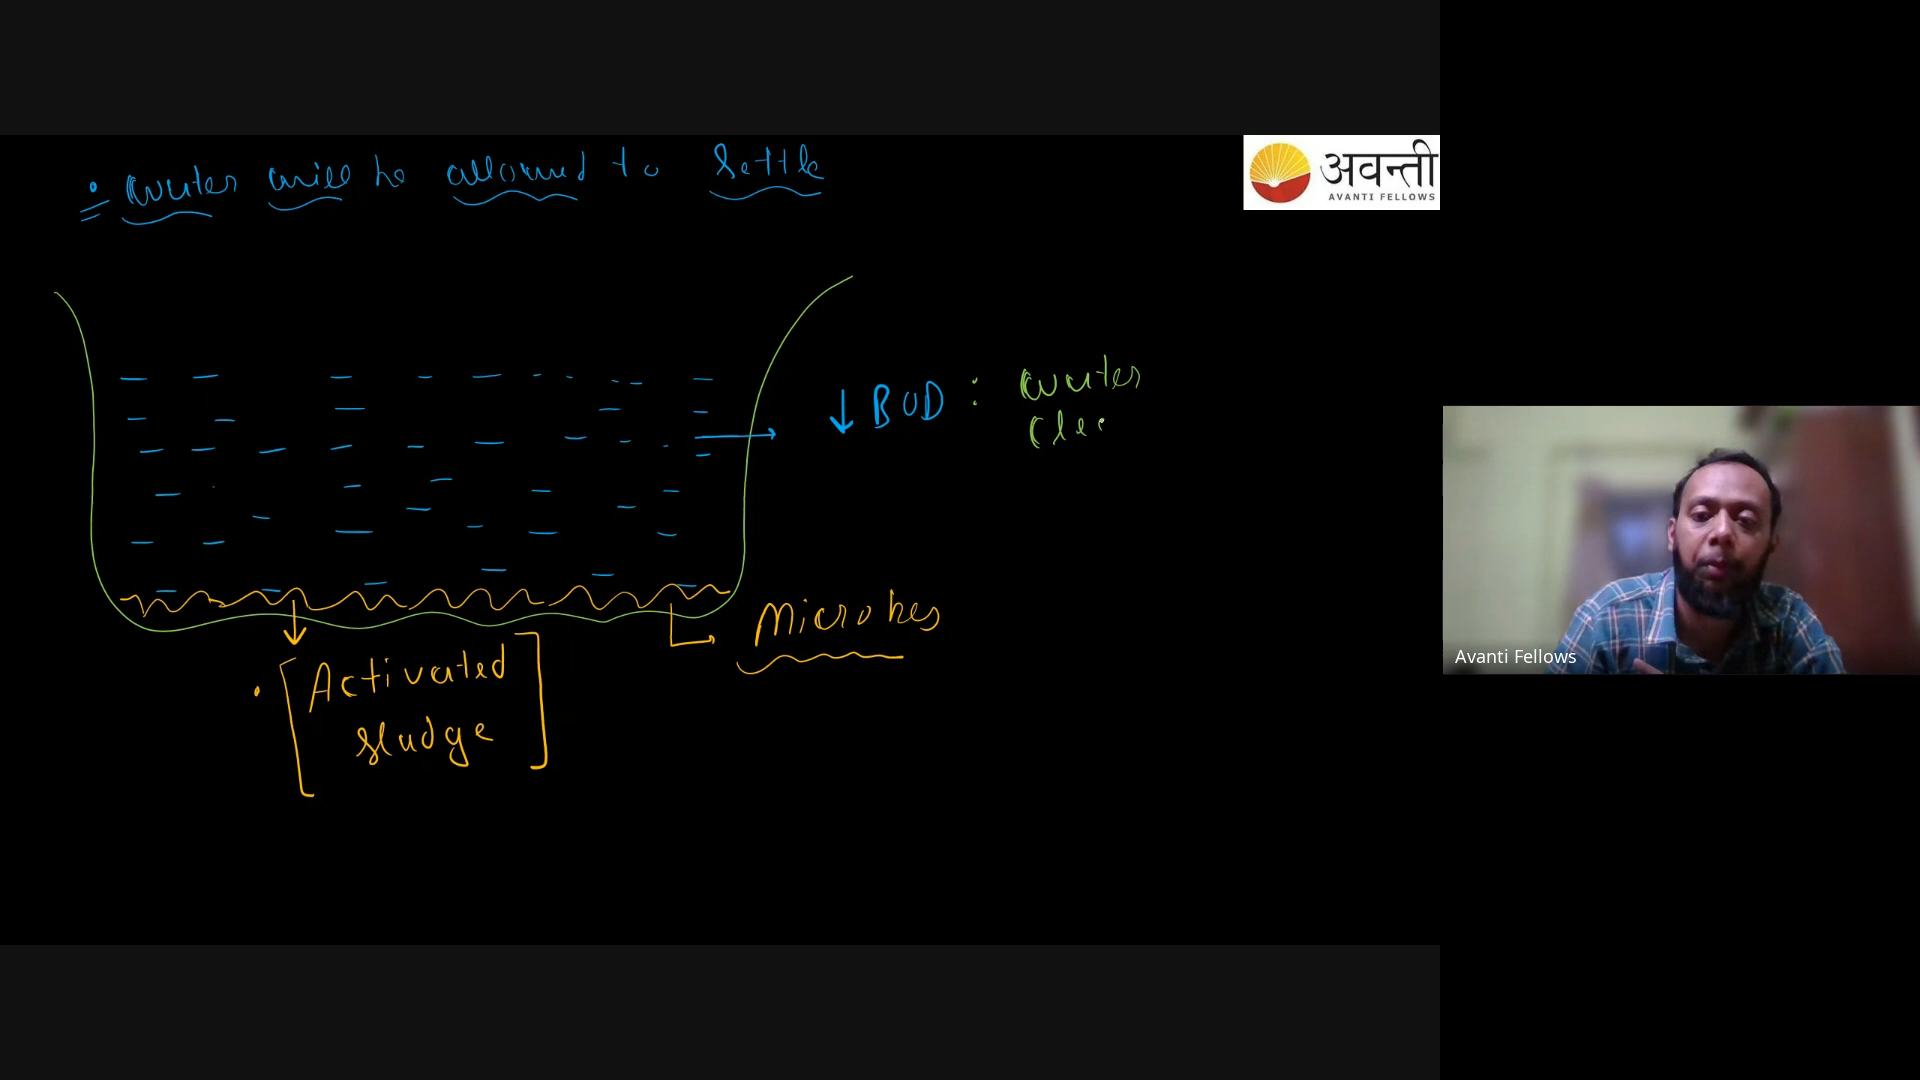 : water will be allowed to settle
अवन्ती
AVANTI FELLOWS
↓ BOD : water
clea
Microbes
. [Activated
sludge]
Avanti Fellows